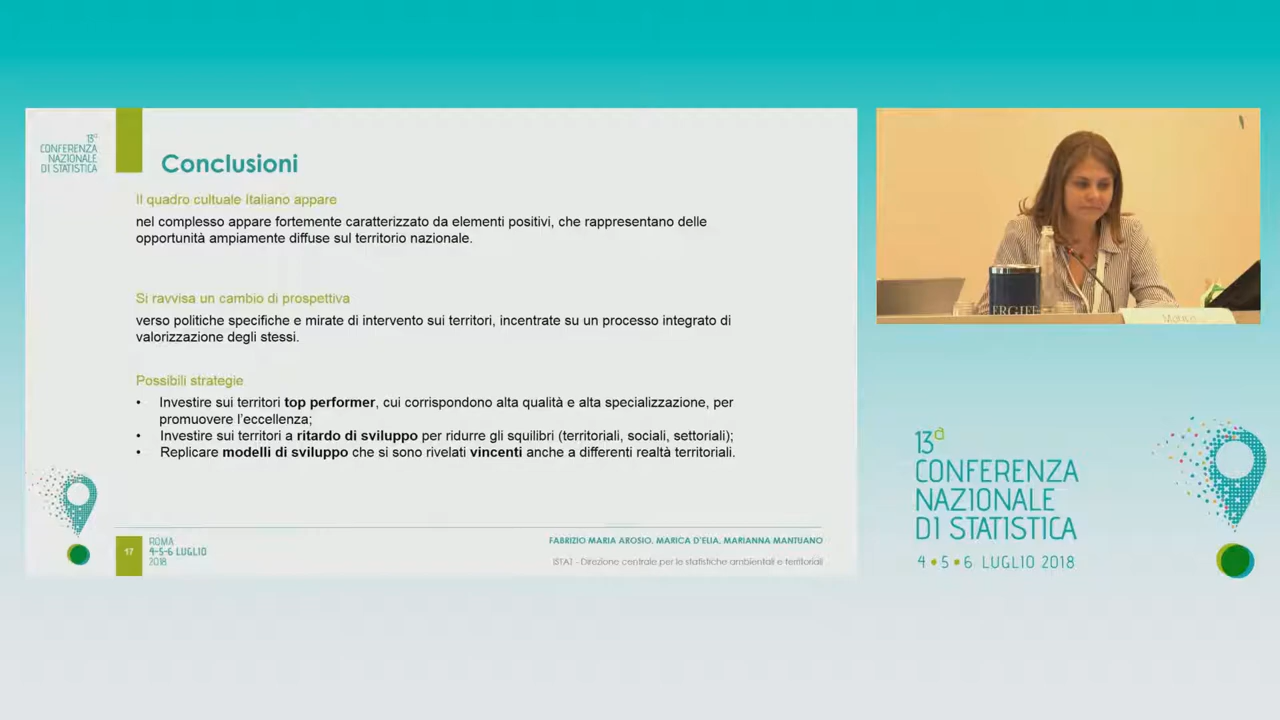 13a
CONFERENZA
NAZIONALE
DI STATISTICA
Conclusioni
Il quadro cultuale Italiano appare
nel complesso appare fortemente caratterizzato da elementi positivi, che rappresentano delle
opportunità ampiamente diffuse sul territorio nazionale.
Si ravvisa un cambio di prospettiva
verso politiche specifiche e mirate di intervento sui territori, incentrate su un processo integrato di
valorizzazione degli stessi.
Possibili strategie
• Investire sui territori top performer, cui corrispondono alta qualità e alta specializzazione, per
promuovere l'eccellenza;
• Investire sui territori a ritardo di sviluppo per ridurre gli squilibri (territoriali, sociali, settoriali);
• Replicare modelli di sviluppo che si sono rivelati vincenti anche a differenti realtà territoriali.
17
ROMA
4-5-6 LUGLIO
2018
FABRIZIO MARIA AROSIO, MARICA D'ELIA, MARIANNA MANTUANO
ISTAT - Direzione centrale per le statistiche ambientali e territoriali
13a
CONFERENZA
NAZIONALE
DI STATISTICA
4•5•6 LUGLIO 2018